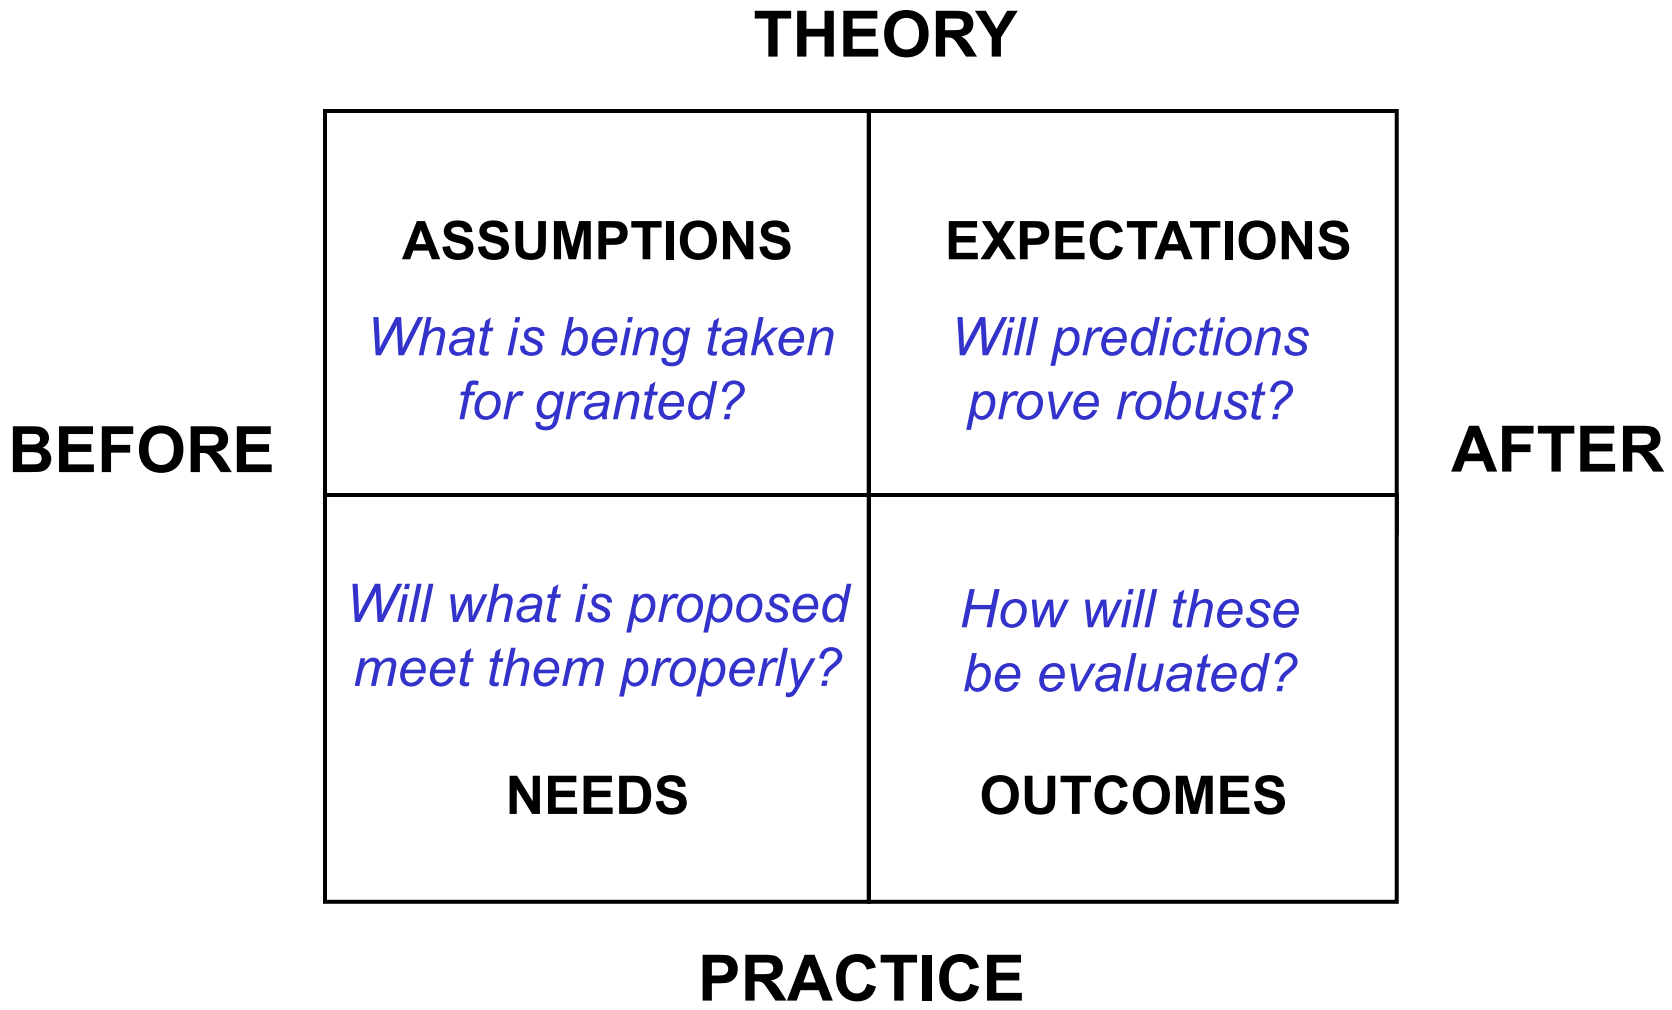 THEORY
ASSUMPTIONS
What is being taken
for granted?
EXPECTATIONS
Will predictions
prove robust?
BEFORE
AFTER
Will what is proposed
meet them properly?
NEEDS
How will these
be evaluated?
OUTCOMES
PRACTICE